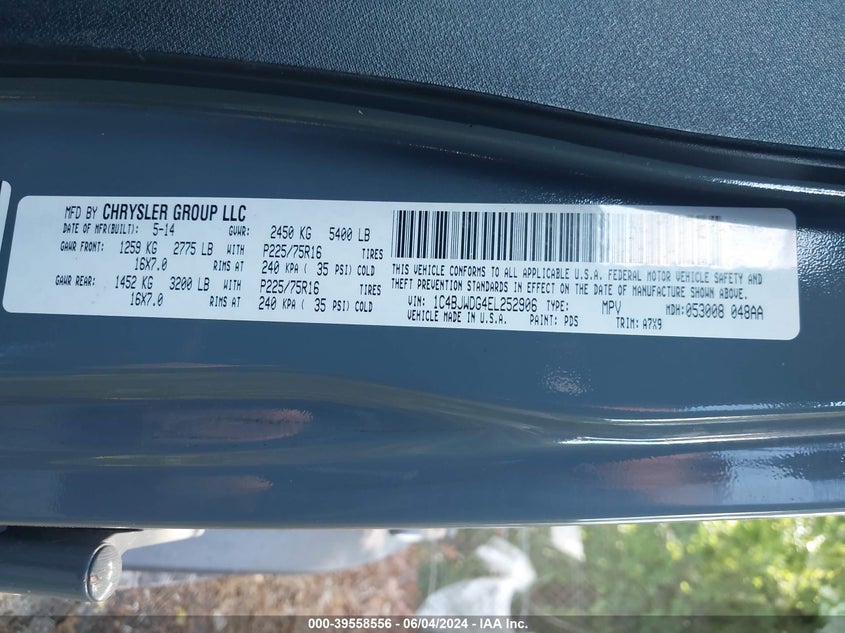 MFD BY CHRYSLER GROUP LLC
DATE OF MFR(BUILT): 5-14 GVWR: 2450 KG 5400 LB
GAWR FRONT: 1259 KG 2775 LB WITH P225/75R16 TIRES
16X7.0 RIMS AT 240 KPA ( 35 PSI) COLD
GAWR REAR: 1452 KG 3200 LB WITH P225/75R16 TIRES
16X7.0 RIMS AT 240 KPA ( 35 PSI) COLD
THIS VEHICLE CONFORMS TO ALL APPLICABLE U.S.A. FEDERAL MOTOR VEHICLE SAFETY AND
THEFT PREVENTION STANDARDS IN EFFECT ON THE DATE OF MANUFACTURE SHOWN ABOVE.
VIN: 1C4BJWDG4EL252906 TYPE: MPV MDH:053008 048AA
VEHICLE MADE IN U.S.A. PAINT: PDS TRIM: A7X9
000-39558556 / 06/04/2024 - IAA Inc.